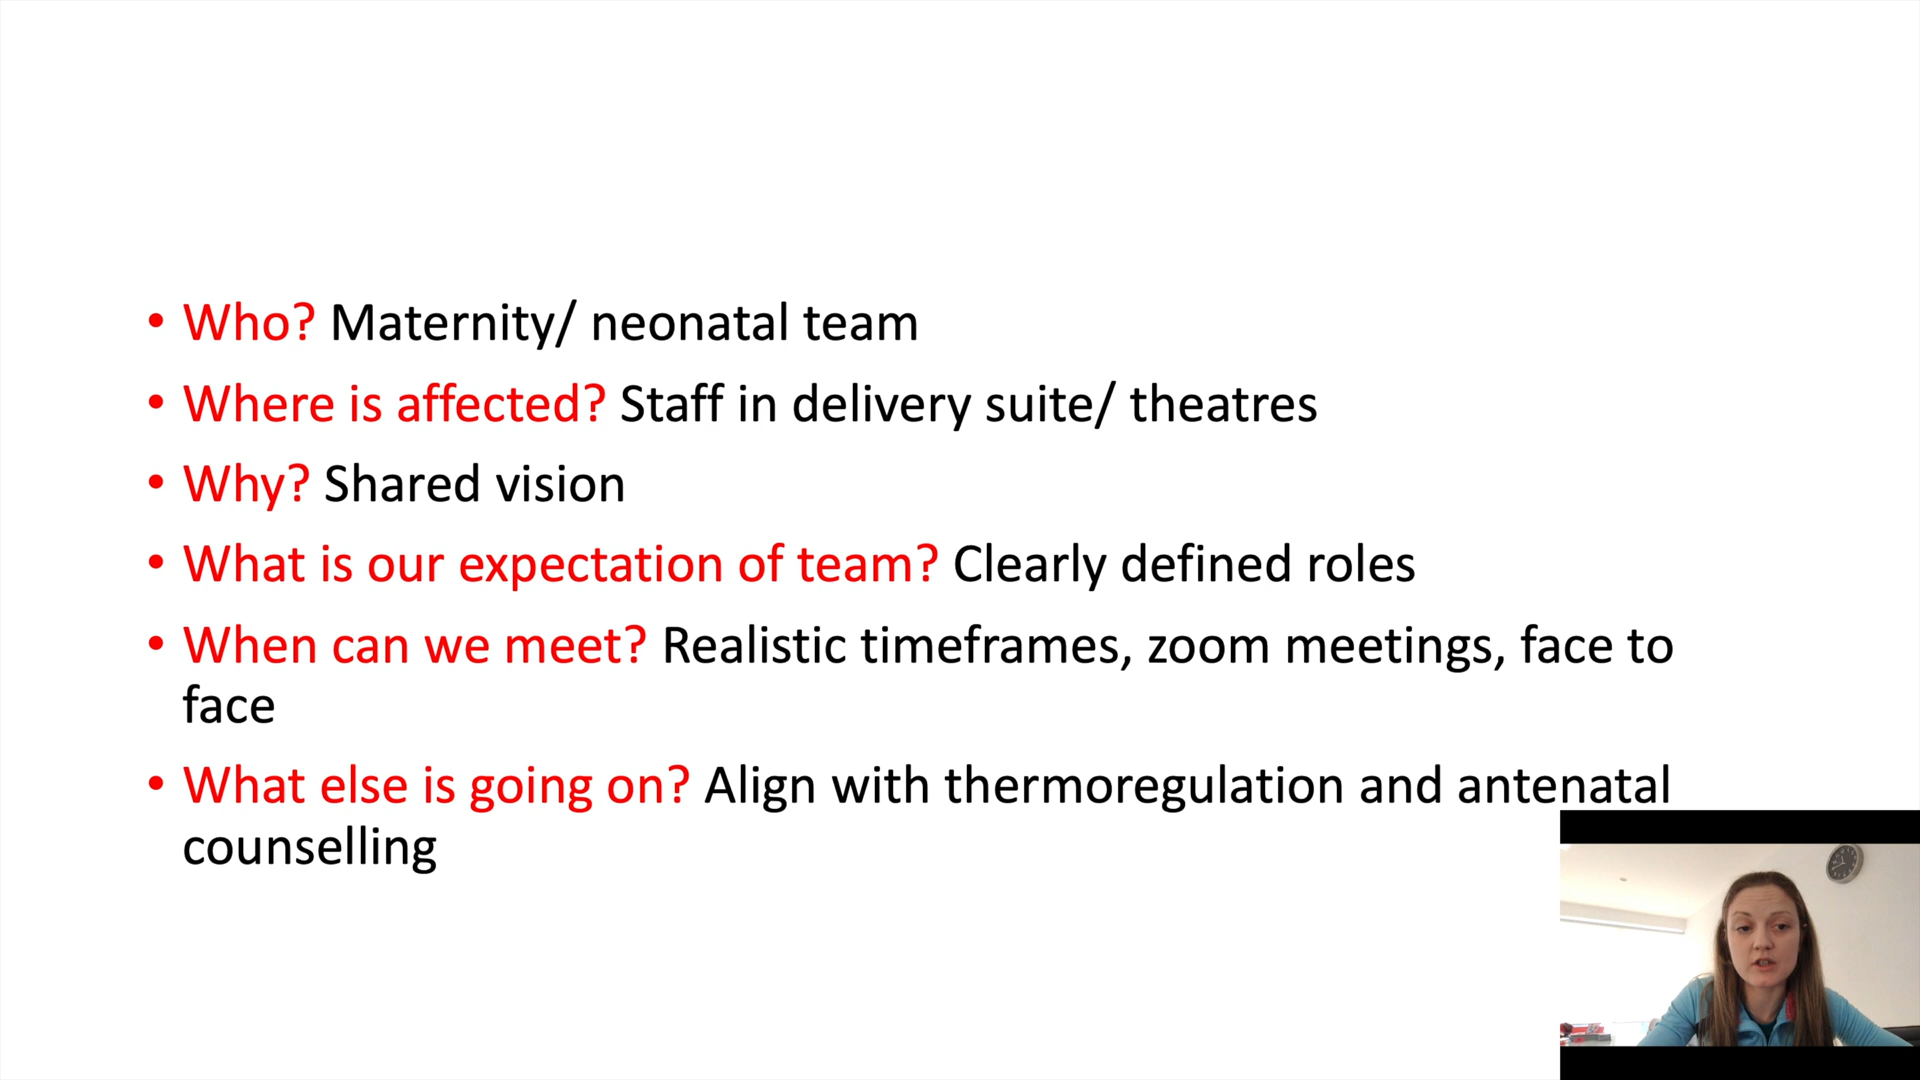 • Who? Maternity/ neonatal team
• Where is affected? Staff in delivery suite/ theatres
• Why? Shared vision
• What is our expectation of team? Clearly defined roles
• When can we meet? Realistic timeframes, zoom meetings, face to
face
• What else is going on? Align with thermoregulation and antenatal
counselling